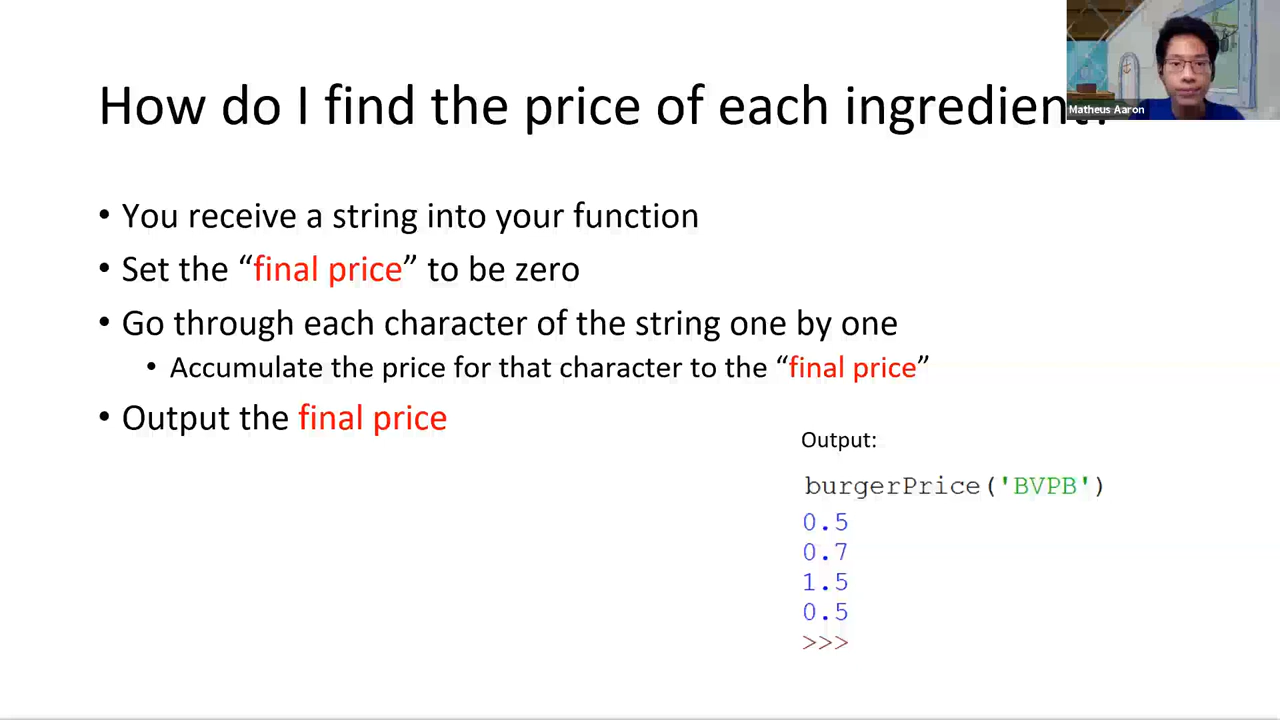 How do I find the price of each ingredient?
Matheus Aaron
• You receive a string into your function
• Set the “final price” to be zero
• Go through each character of the string one by one
• Accumulate the price for that character to the “final price”
• Output the final price
Output:
burgerPrice('BVPB')
0.5
0.7
1.5
0.5
>>>